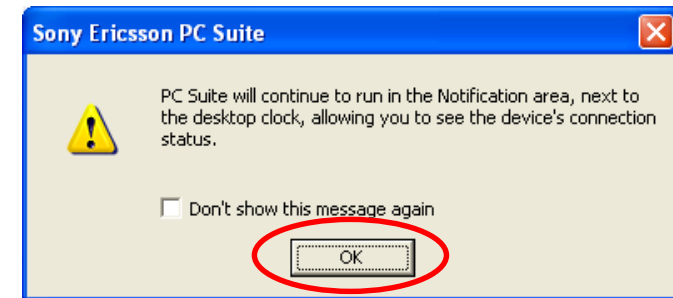 Sony Ericsson PC Suite
PC Suite will continue to run in the Notification area, next to
the desktop clock, allowing you to see the device's connection
status.
Don't show this message again
OK